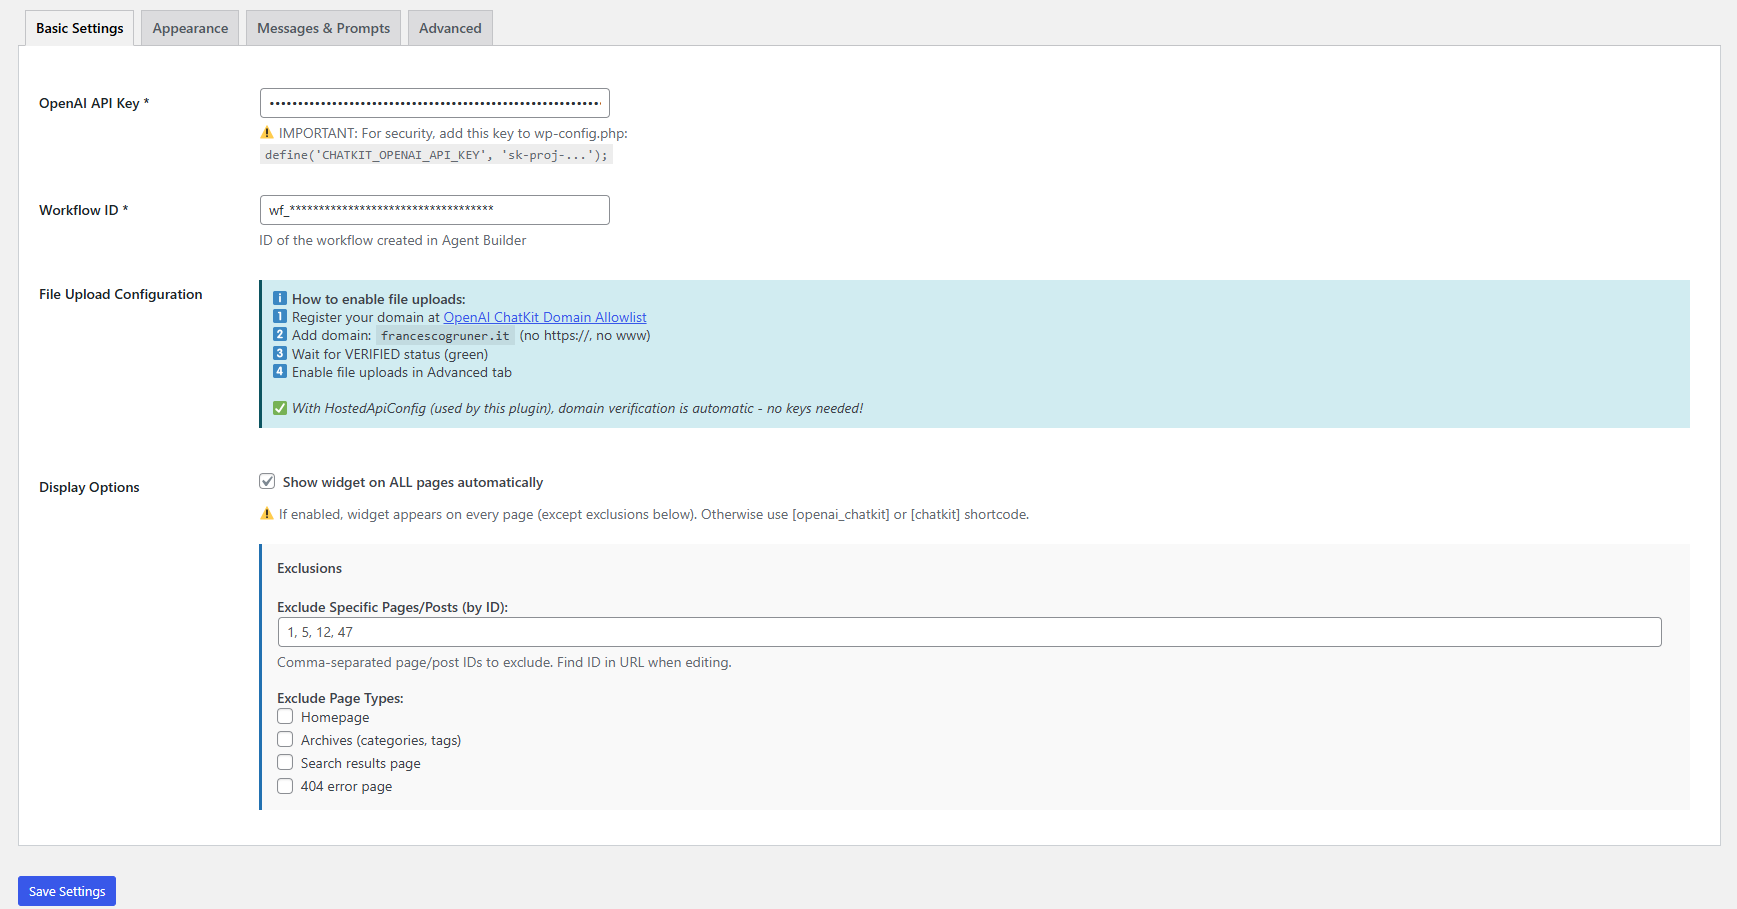 Basic Settings
Appearance
Messages & Prompts
Advanced
OpenAI API Key *
••••••••••••••••••••••••••••••••••••••••••••••••••••••••••
⚠ IMPORTANT: For security, add this key to wp-config.php:
define('CHATKIT_OPENAI_API_KEY', 'sk-proj-...');
Workflow ID *
wf_***********************************
ID of the workflow created in Agent Builder
File Upload Configuration
ℹ️ How to enable file uploads:
1️⃣ Register your domain at OpenAI ChatKit Domain Allowlist
2️⃣ Add domain: francescogruner.it (no https://, no www)
3️⃣ Wait for VERIFIED status (green)
4️⃣ Enable file uploads in Advanced tab
✅ With HostedApiConfig (used by this plugin), domain verification is automatic - no keys needed!
Display Options
Show widget on ALL pages automatically
⚠ If enabled, widget appears on every page (except exclusions below). Otherwise use [openai_chatkit] or [chatkit] shortcode.
Exclusions
Exclude Specific Pages/Posts (by ID):
1, 5, 12, 47
Comma-separated page/post IDs to exclude. Find ID in URL when editing.
Exclude Page Types:
Homepage
Archives (categories, tags)
Search results page
404 error page
Save Settings